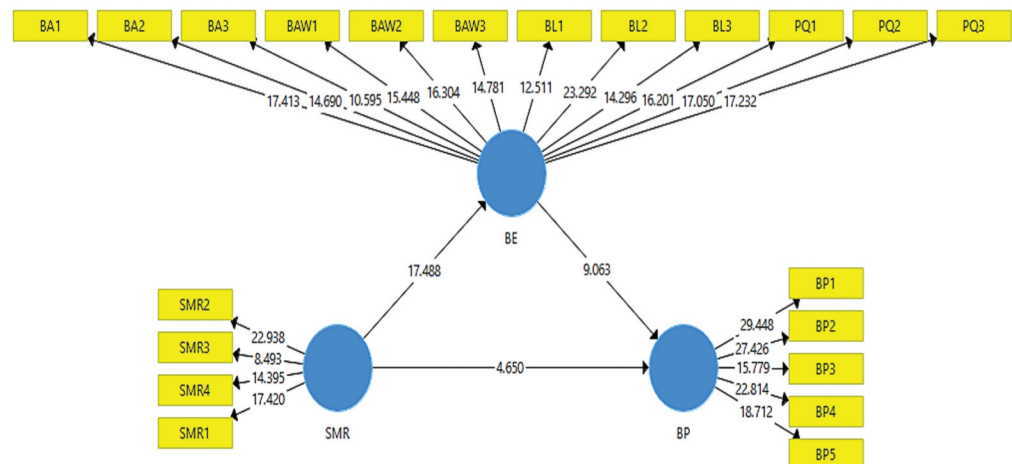 BA1 BA2 BA3 BAW1 BAW2 BAW3 BL1 BL2 BL3 PQ1 PQ2 PQ3
17.413 14.690 10.595 15.448 16.304 14.781 12.511 23.292 14.296 16.201 17.050 17.232
BE
17.488 9.063
SMR2
SMR3
SMR4
SMR1
22.938
8.493
14.395
17.420
SMR
4.650
BP
29.448
27.426
15.779
22.814
18.712
BP1
BP2
BP3
BP4
BP5